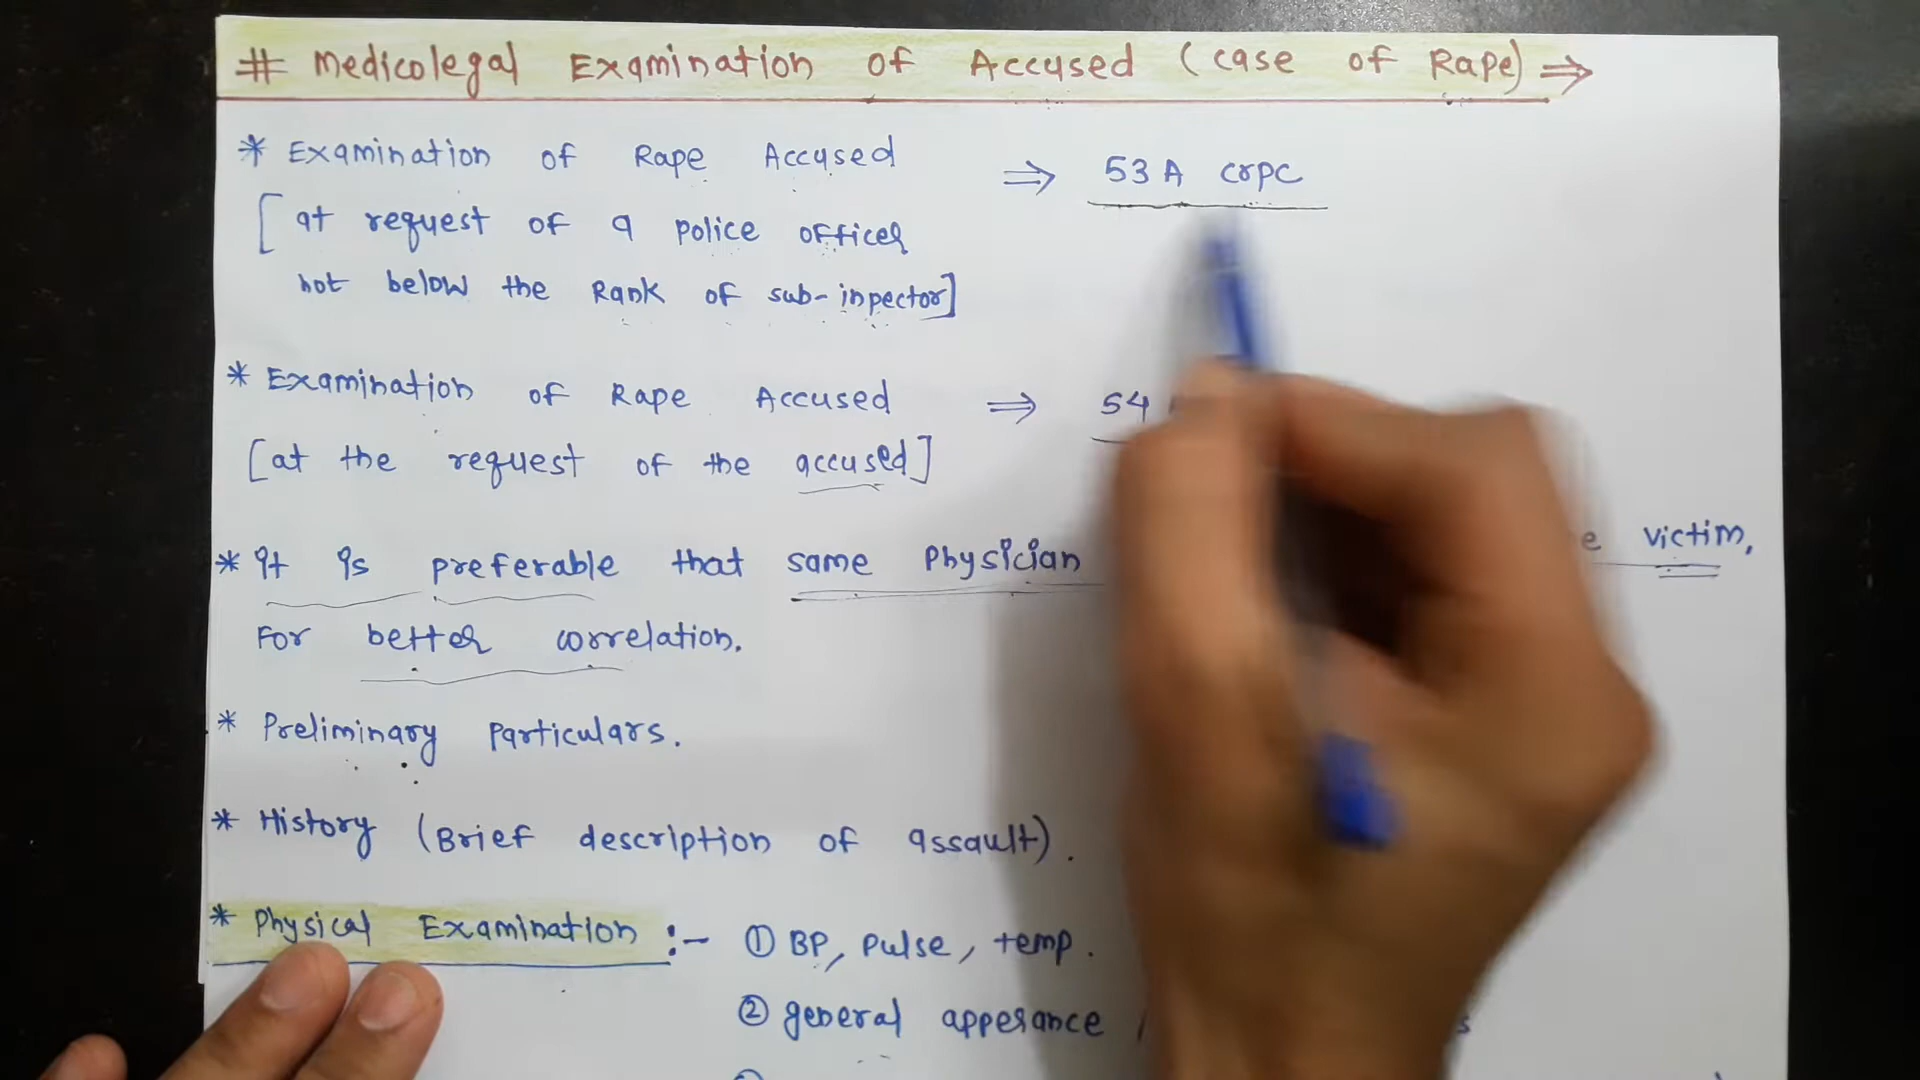 # Medicolegal Examination of Accused (case of Rape) ⇒
* Examination of Rape Accused ⇒ 53 A crpc
[at request of a police officer
not below the Rank of sub-inpector]
* Examination of Rape Accused ⇒ 54
[at the request of the accused]
* It is preferable that same Physician victim,
For better correlation.
* Preliminary Particulars.
* History (Brief description of assault).
* Physical Examination :- ① BP, Pulse, temp.
② general apperance